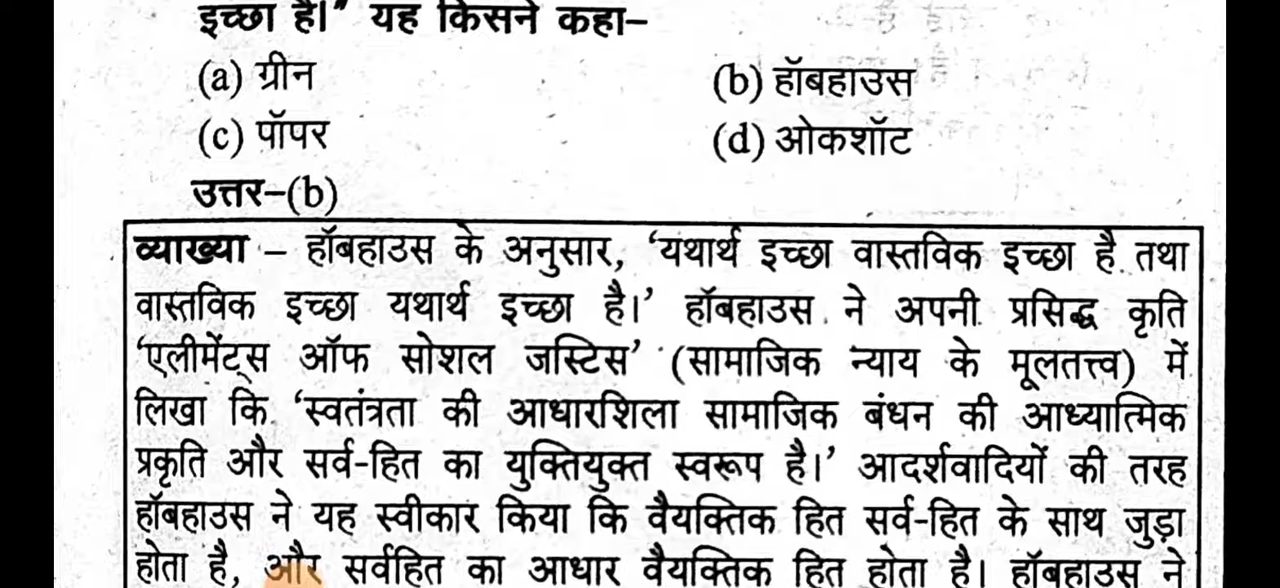 इच्छा है।” यह किसने कहा–
(a) ग्रीन (b) हॉबहाउस
(c) पॉपर (d) ओकशॉट
उत्तर–(b)
व्याख्या – हॉबहाउस के अनुसार, ‘यथार्थ इच्छा वास्तविक इच्छा है तथा
वास्तविक इच्छा यथार्थ इच्छा है।’ हॉबहाउस ने अपनी प्रसिद्ध कृति
‘एलीमेंट्स ऑफ सोशल जस्टिस’ (सामाजिक न्याय के मूलतत्त्व) में
लिखा कि ‘स्वतंत्रता की आधारशिला सामाजिक बंधन की आध्यात्मिक
प्रकृति और सर्व-हित का युक्तियुक्त स्वरूप है।’ आदर्शवादियों की तरह
हॉबहाउस ने यह स्वीकार किया कि वैयक्तिक हित सर्व-हित के साथ जुड़ा
होता है, और सर्वहित का आधार वैयक्तिक हित होता है। हॉबहाउस ने